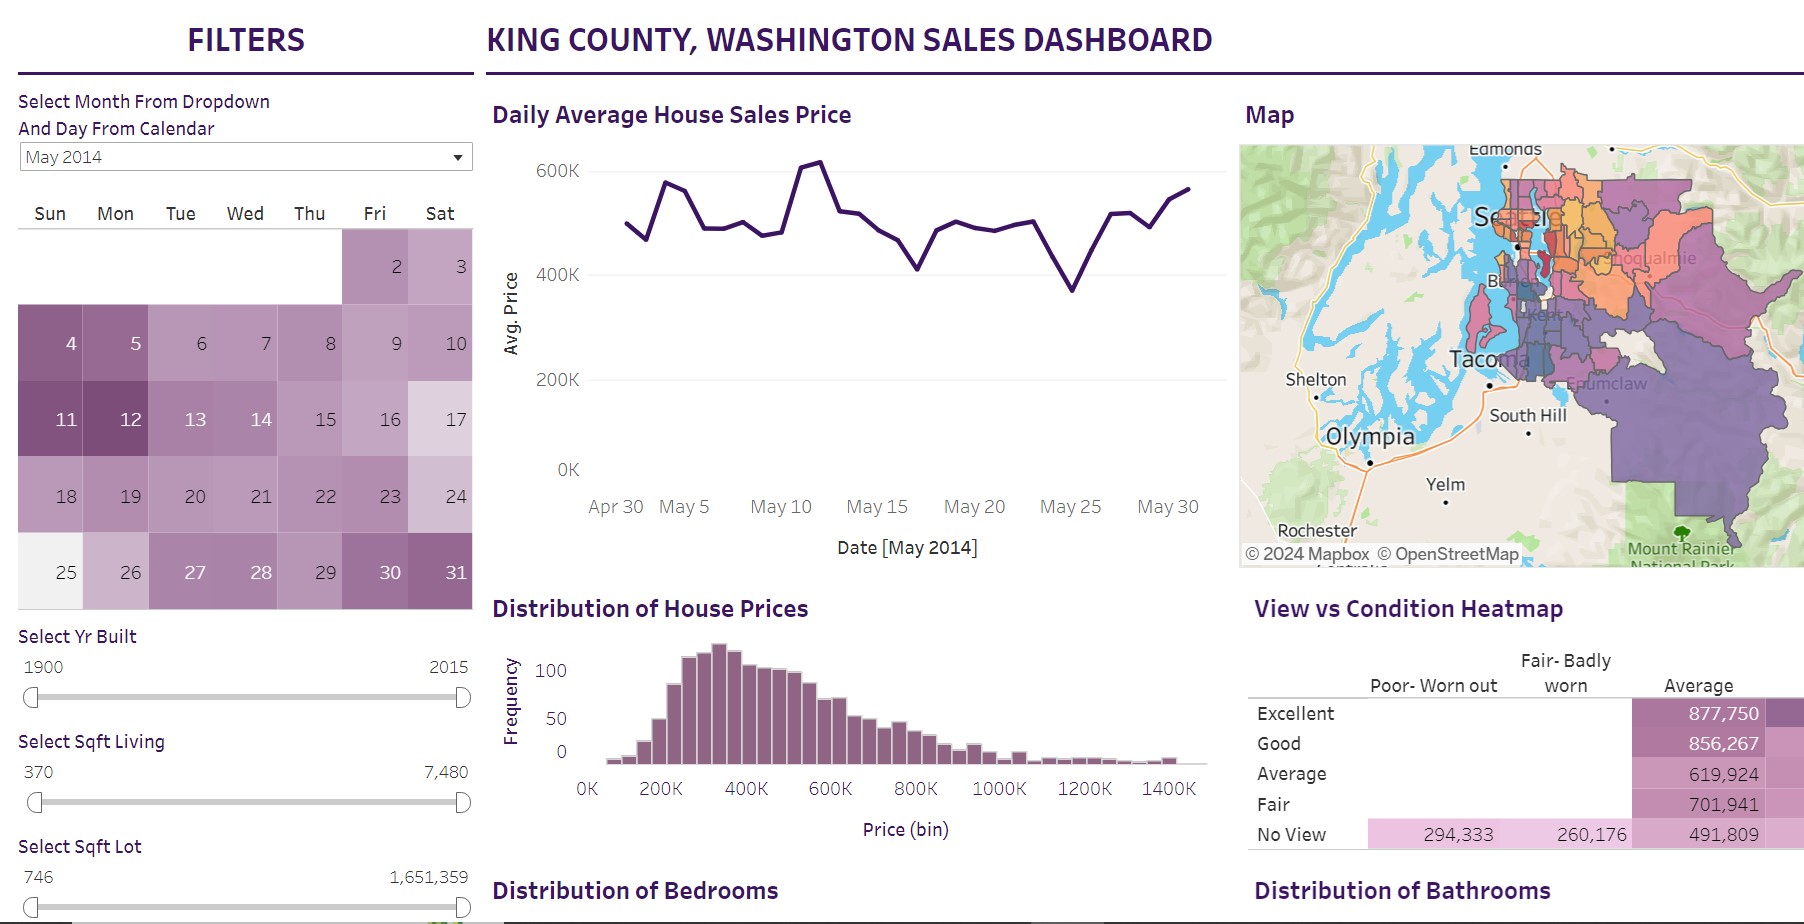 FILTERS
KING COUNTY, WASHINGTON SALES DASHBOARD
Select Month From Dropdown
And Day From Calendar
May 2014
Sun Mon Tue Wed Thu Fri Sat
2 3
4 5 6 7 8 9 10
11 12 13 14 15 16 17
18 19 20 21 22 23 24
25 26 27 28 29 30 31
Select Yr Built
1900 2015
Select Sqft Living
370 7,480
Select Sqft Lot
746 1,651,359
Daily Average House Sales Price
Avg. Price
600K
400K
200K
0K
Apr 30 May 5 May 10 May 15 May 20 May 25 May 30
Date [May 2014]
Map
Edmonds
Seattle
Snoqualmie
Kent
Tacoma
Enumclaw
Shelton
South Hill
Olympia
Yelm
Rochester
Mount Rainier
National Park
© 2024 Mapbox © OpenStreetMap
Distribution of House Prices
Frequency
100
50
0
0K 200K 400K 600K 800K 1000K 1200K 1400K
Price (bin)
View vs Condition Heatmap
Fair- Badly
Poor- Worn out worn Average
Excellent 877,750
Good 856,267
Average 619,924
Fair 701,941
No View 294,333 260,176 491,809
Distribution of Bedrooms
Distribution of Bathrooms